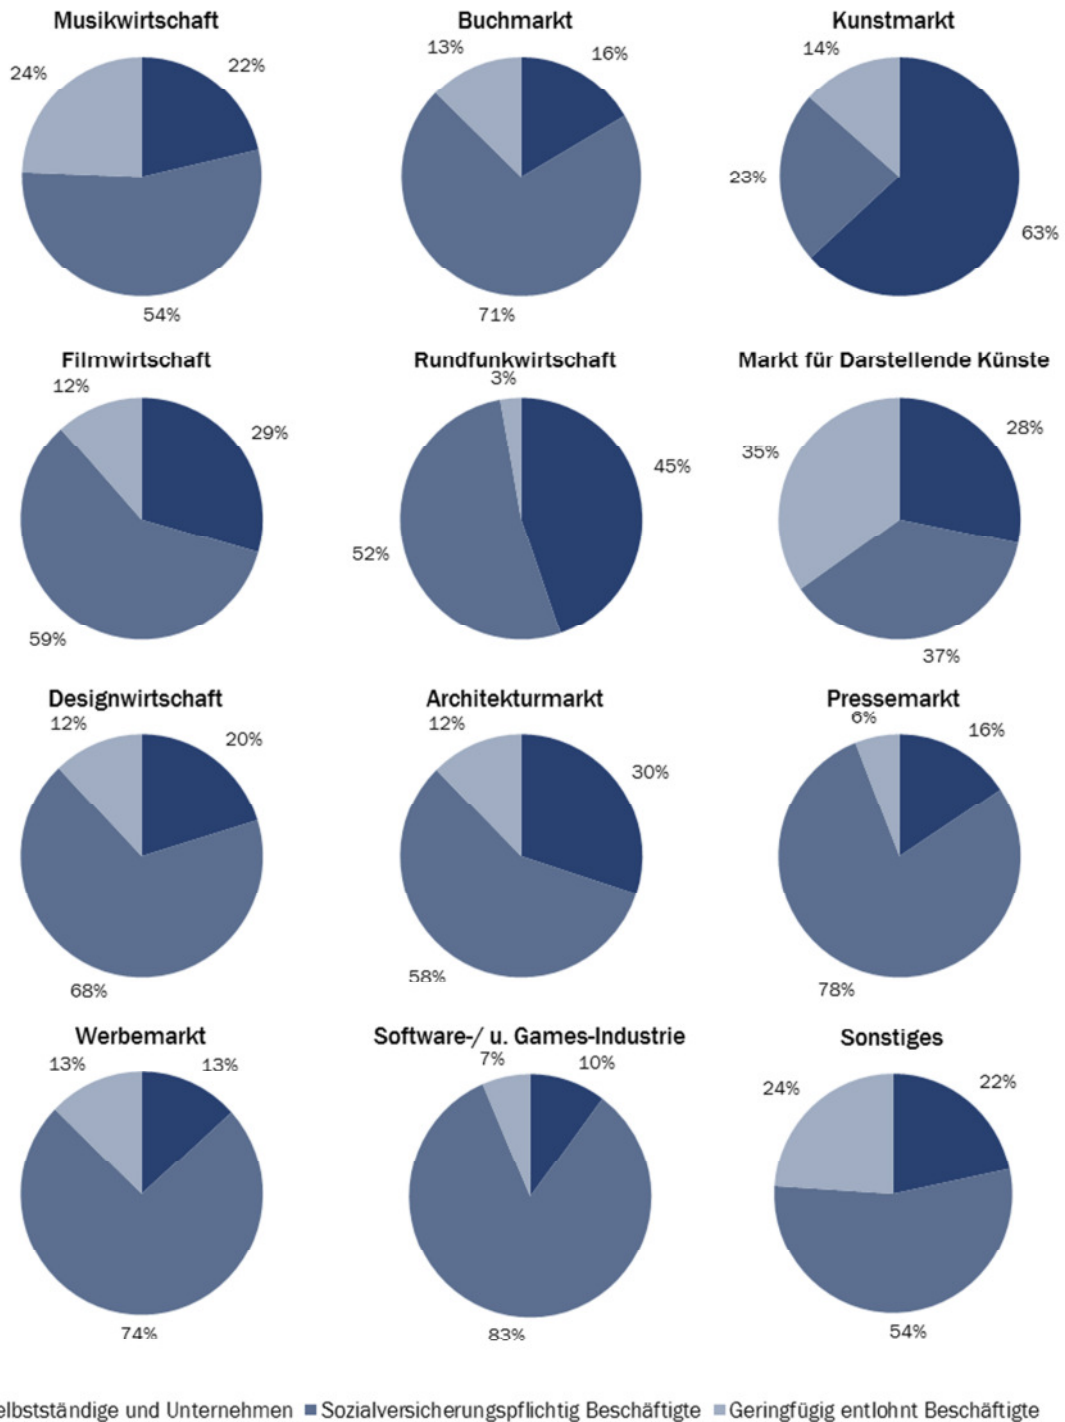 Musikwirtschaft Buchmarkt Kunstmarkt
24% 22% 13% 16% 14%
23%
63%
54% 71%
Filmwirtschaft Rundfunkwirtschaft Markt für Darstellende Künste
12% 3%
29% 45% 35% 28%
52%
59% 37%
Designwirtschaft Architekturmarkt Pressemarkt
12% 20% 12% 30% 6% 16%
68% 58% 78%
Werbemarkt Software-/ u. Games-Industrie Sonstiges
13% 13% 7% 10% 24% 22%
74% 83% 54%
elbstständige und Unternehmen Sozialversicherungspflichtig Beschäftigte Geringfügig entlohnt Beschäftigte